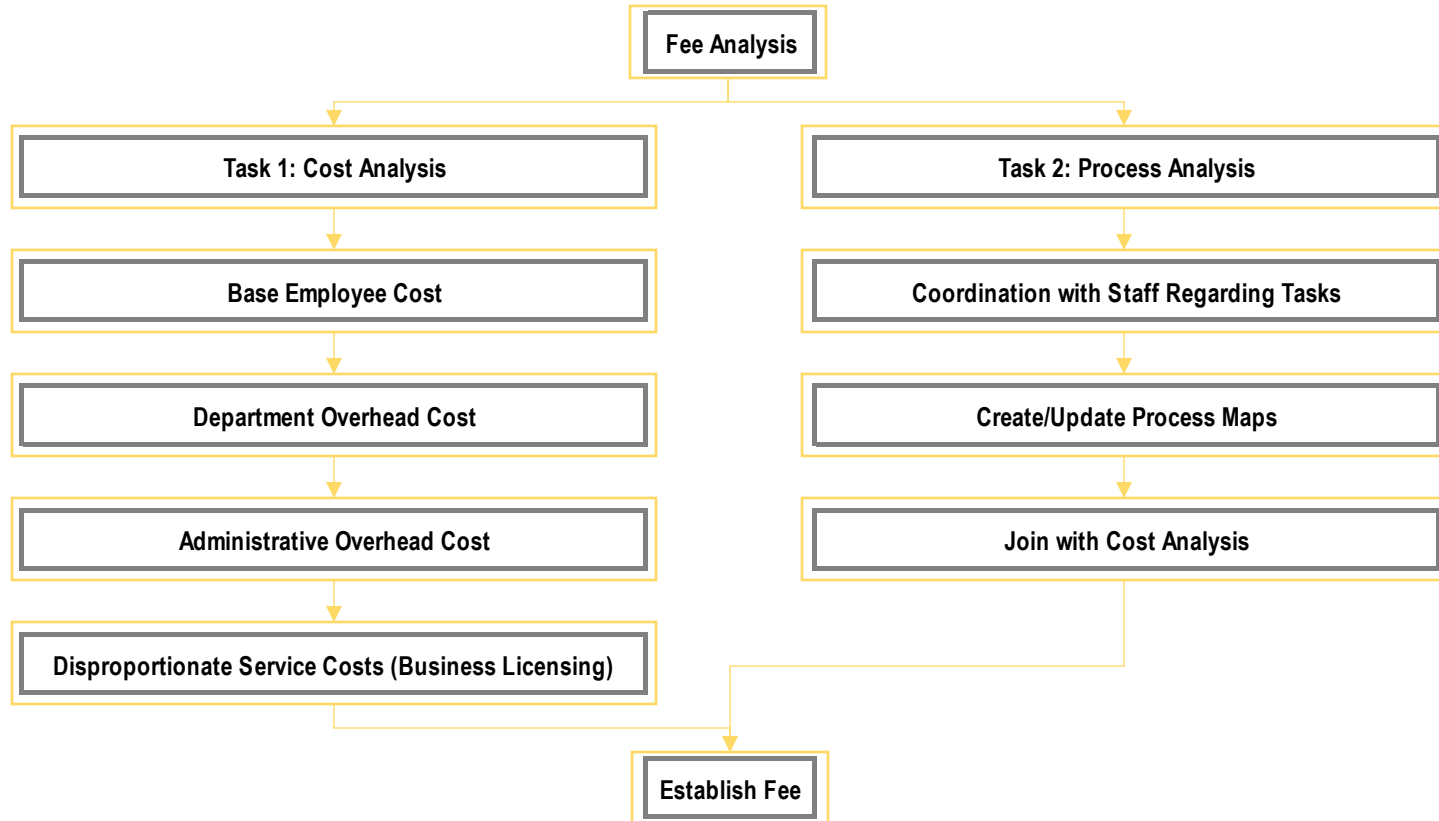 Fee Analysis
Task 1: Cost Analysis
Task 2: Process Analysis
Base Employee Cost
Coordination with Staff Regarding Tasks
Department Overhead Cost
Create/Update Process Maps
Administrative Overhead Cost
Join with Cost Analysis
Disproportionate Service Costs (Business Licensing)
Establish Fee